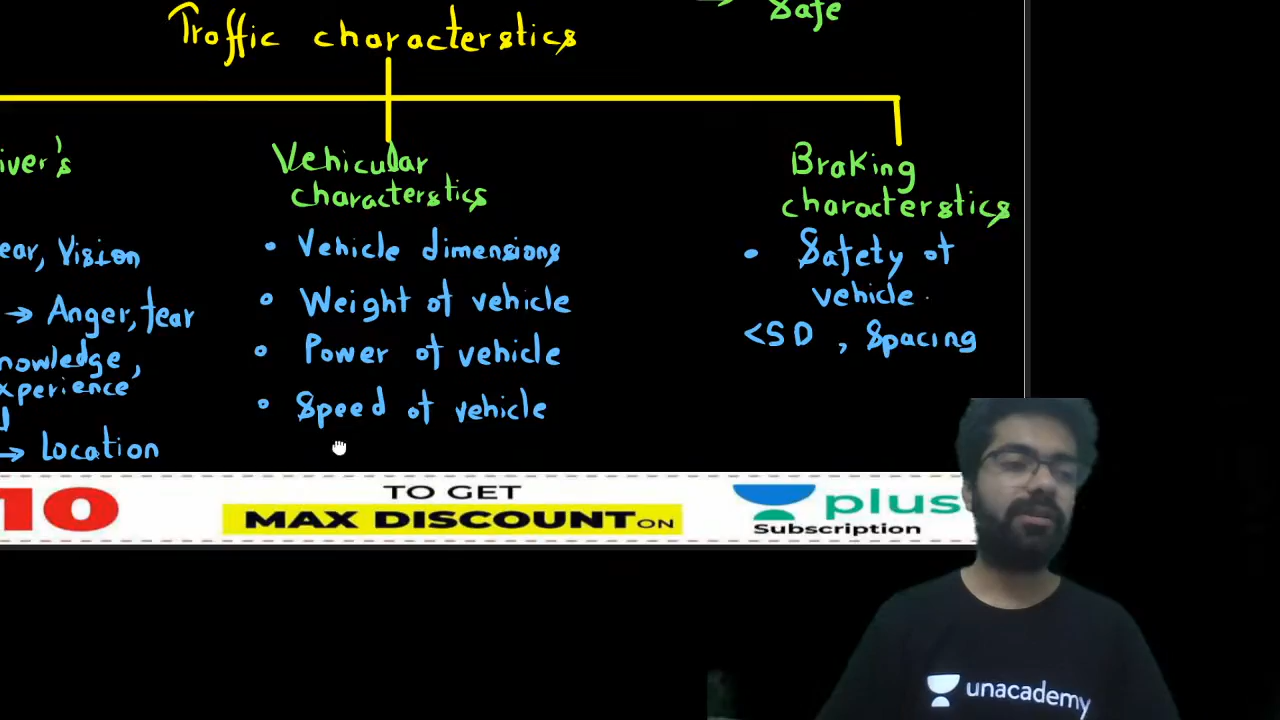 Safe
Traffic characterstics
iver's
ear, Vision
→ Anger, fear
nowledge,
xperience
→ Location
Vehicular
characterstics
• Vehicle dimensions
• Weight of vehicle
• Power of vehicle
• Speed of vehicle
Braking
characterstics
• Safety of
vehicle
<SD, Spacing
10
TO GET
MAX DISCOUNT ON
plus
Subscription
unacademy